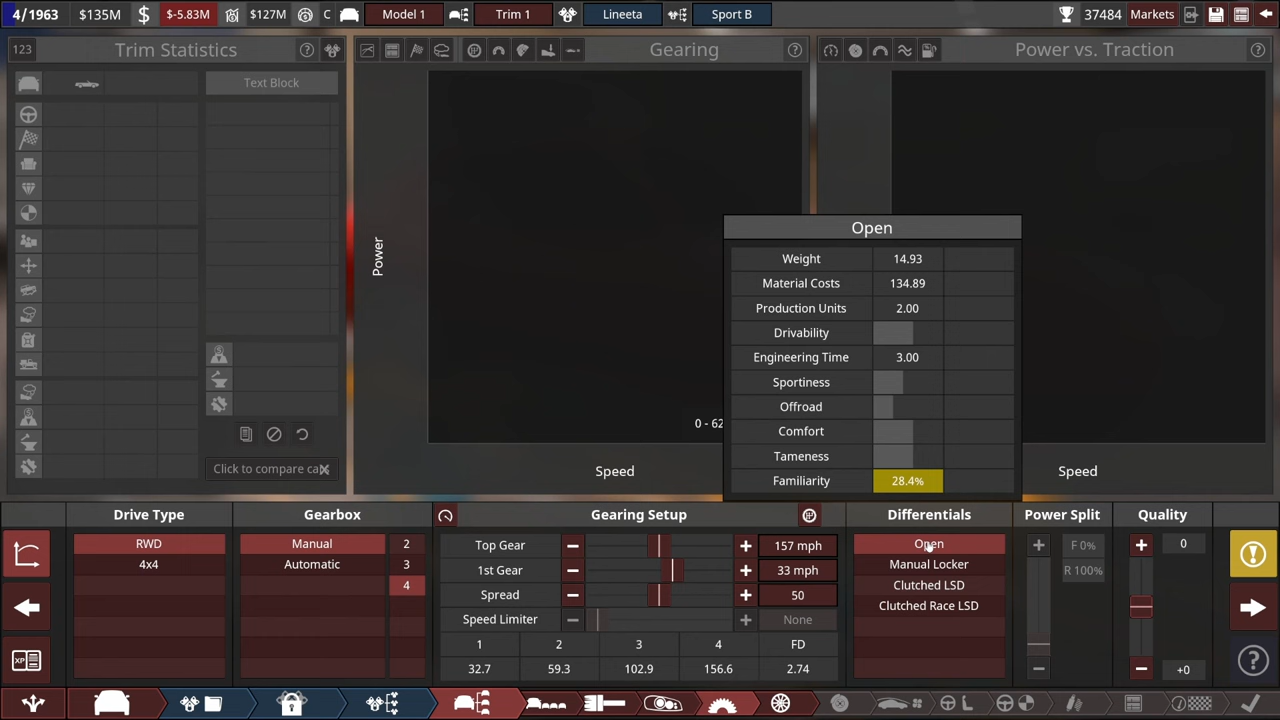 4/1963 $135M $ $-5.83M $127M C Model 1 Trim 1 Lineeta Sport B 37484 Markets
123 Trim Statistics
Text Block
Click to compare ca
Gearing
Power
0 - 62
Speed
Power vs. Traction
Speed
Open
Weight 14.93
Material Costs 134.89
Production Units 2.00
Drivability
Engineering Time 3.00
Sportiness
Offroad
Comfort
Tameness
Familiarity 28.4%
Drive Type
RWD
4x4
Gearbox
Manual 2
Automatic 3
4
Gearing Setup
Top Gear − + 157 mph
1st Gear − + 33 mph
Spread − + 50
Speed Limiter − + None
1 2 3 4 FD
32.7 59.3 102.9 156.6 2.74
Differentials
Open
Manual Locker
Clutched LSD
Clutched Race LSD
Power Split
+ F 0%
R 100%
−
Quality
+ 0
− +0
XP